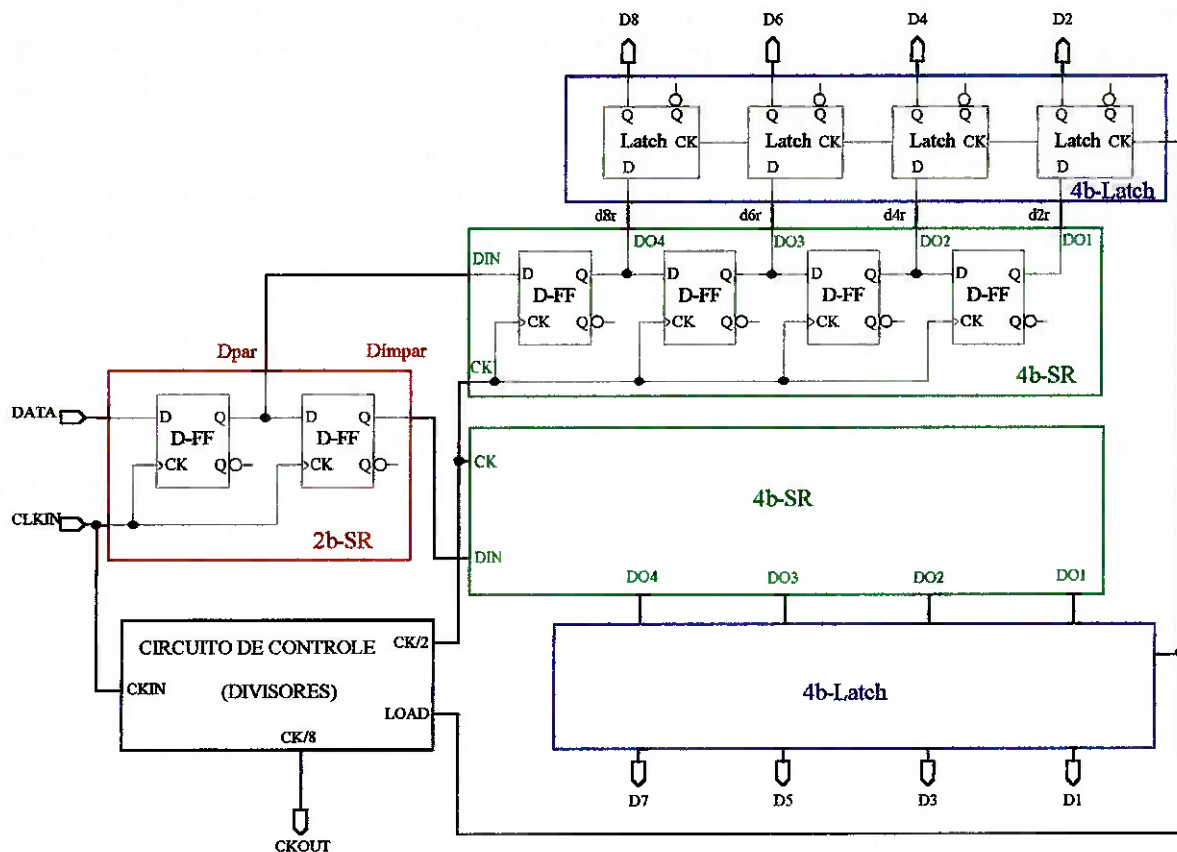 D8 D6 D4 D2
Q Q Q Q Q Q Q Q
Latch CK Latch CK Latch CK Latch CK
D D D D
4b-Latch
d8r d6r d4r d2r
DO4 DO3 DO2 DO1
DIN
D Q D Q D Q D Q
D-FF D-FF D-FF D-FF
CK Q CK Q CK Q CK Q
CK
4b-SR
Dpar Dímpar
DATA
D Q D Q
D-FF D-FF
CK Q CK Q
CLKIN
2b-SR
CK
4b-SR
DIN
DO4 DO3 DO2 DO1
CIRCUITO DE CONTROLE
(DIVISORES)
CK/2
CKIN
LOAD
CK/8
4b-Latch
D7 D5 D3 D1
CKOUT